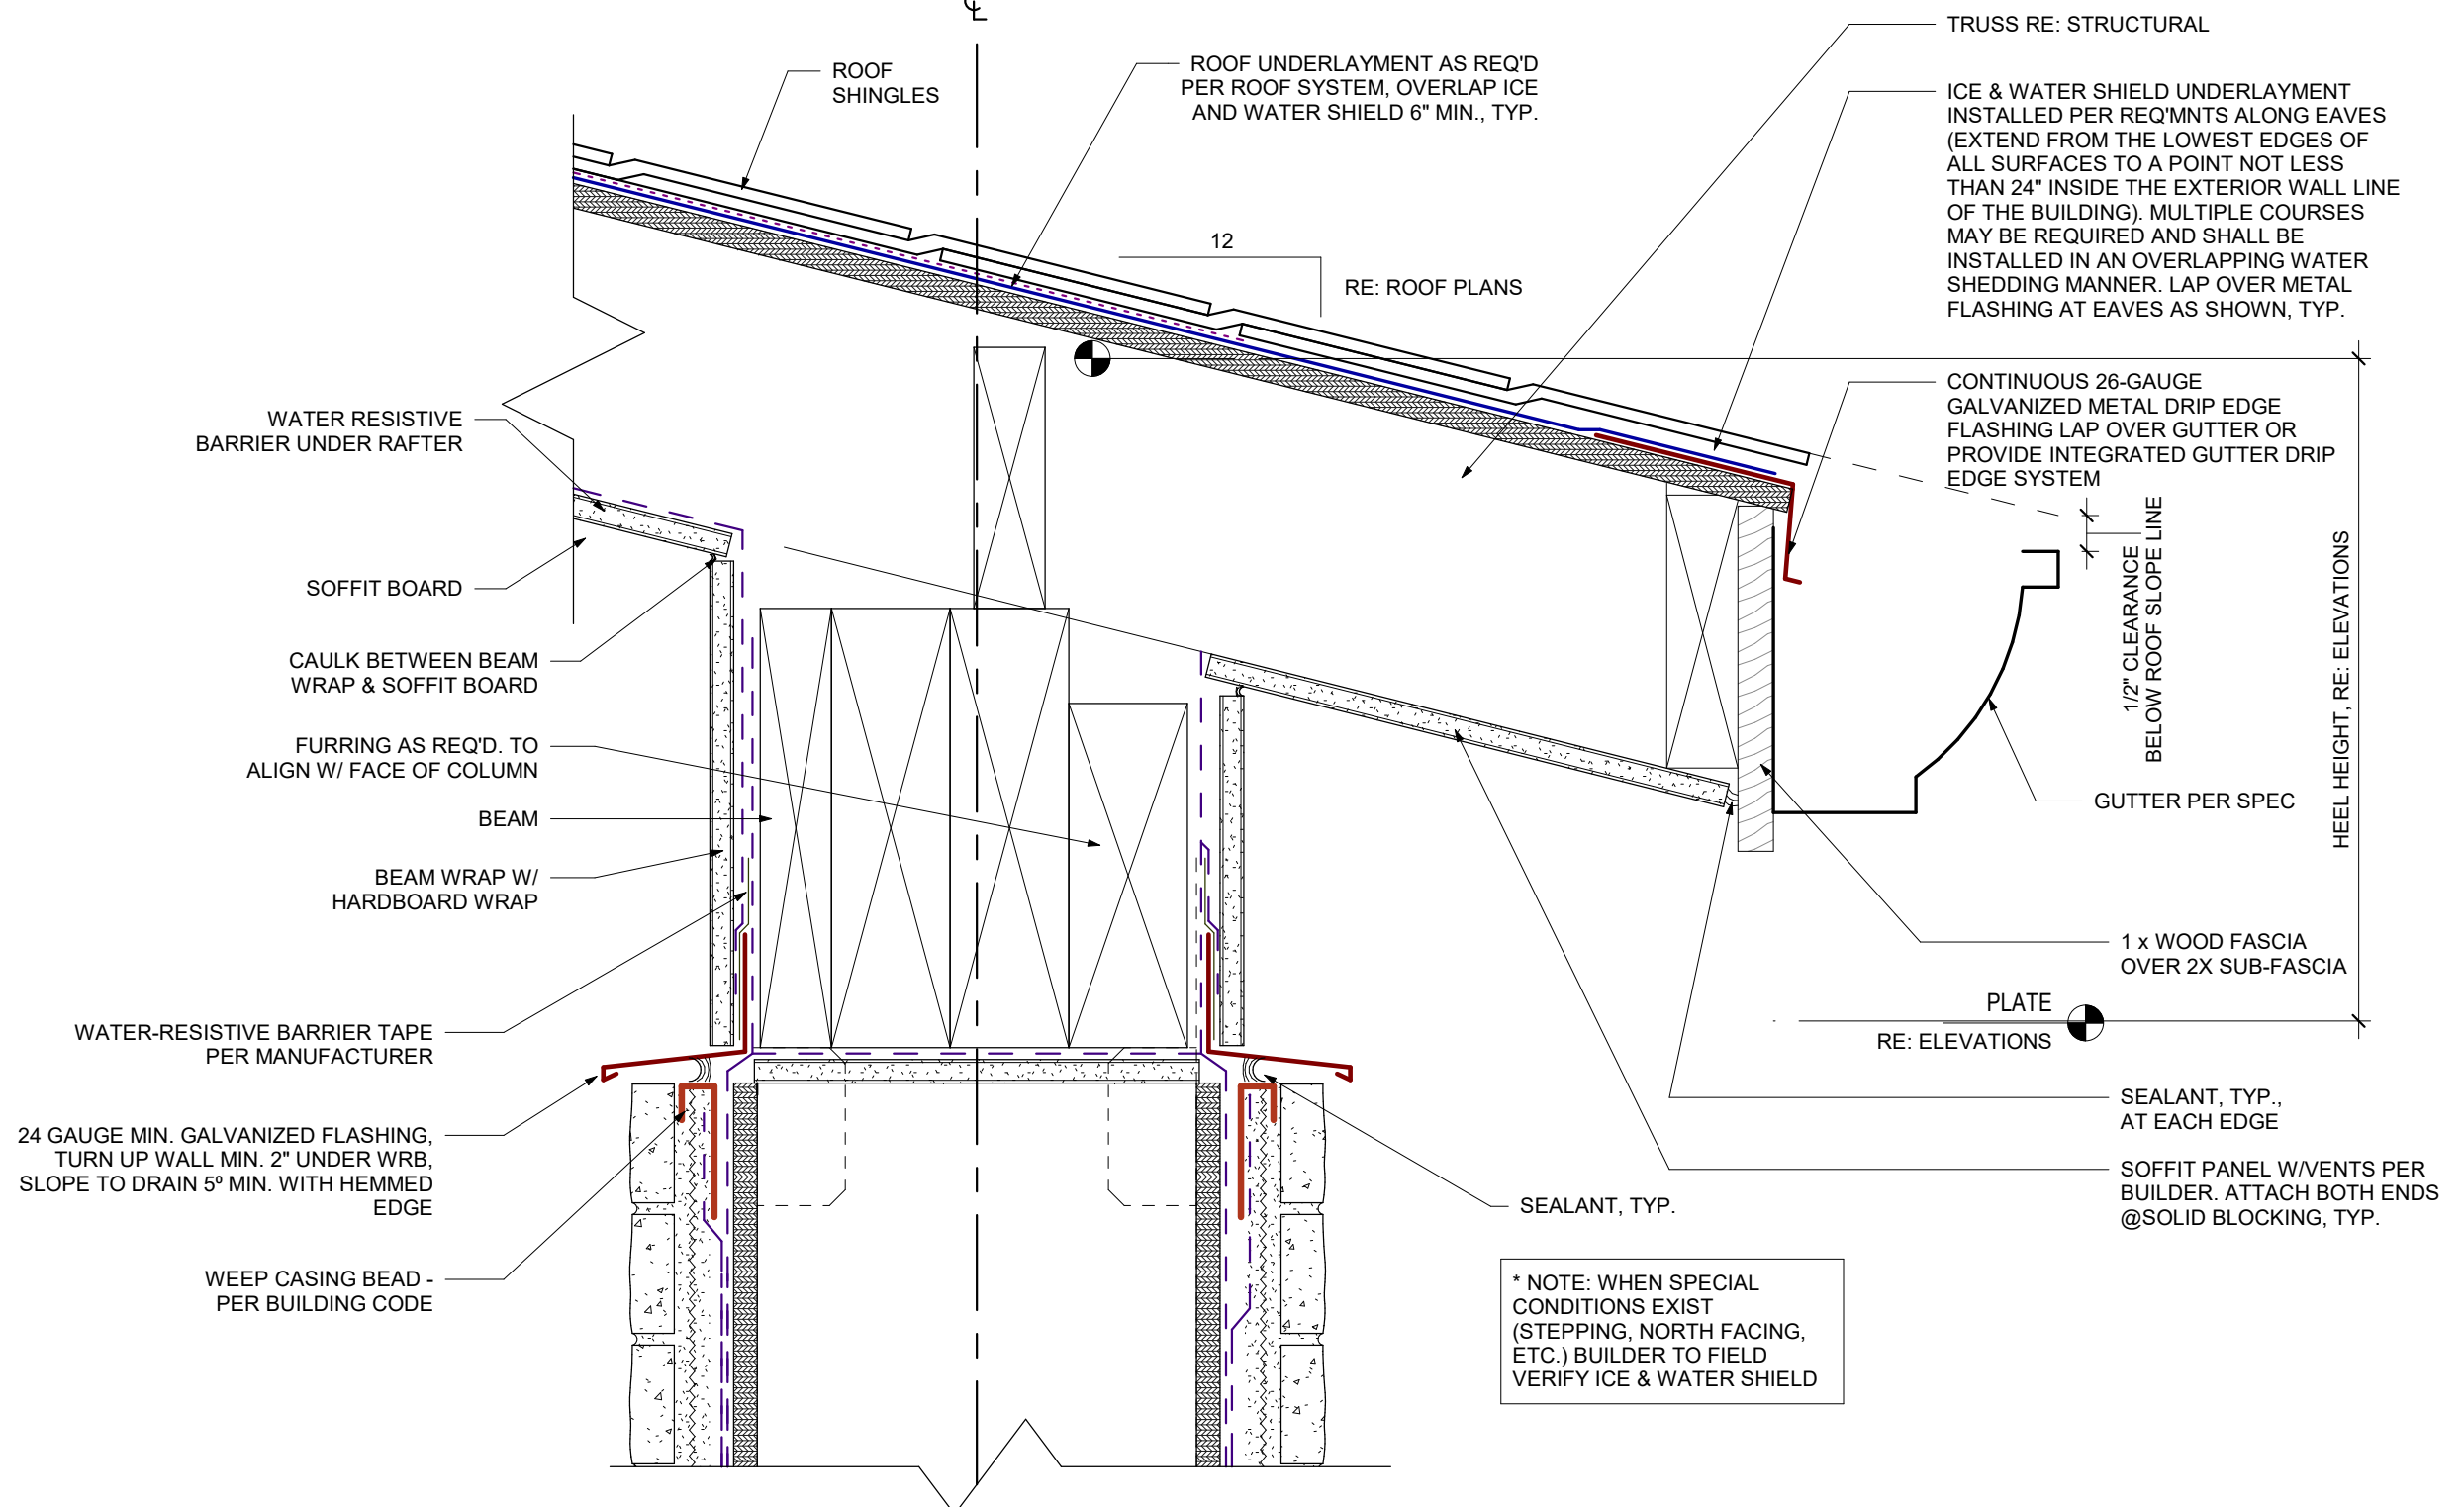 ℄
ROOF
SHINGLES
ROOF UNDERLAYMENT AS REQ'D
PER ROOF SYSTEM, OVERLAP ICE
AND WATER SHIELD 6" MIN., TYP.
TRUSS RE: STRUCTURAL
ICE & WATER SHIELD UNDERLAYMENT
INSTALLED PER REQ'MNTS ALONG EAVES
(EXTEND FROM THE LOWEST EDGES OF
ALL SURFACES TO A POINT NOT LESS
THAN 24" INSIDE THE EXTERIOR WALL LINE
OF THE BUILDING). MULTIPLE COURSES
MAY BE REQUIRED AND SHALL BE
INSTALLED IN AN OVERLAPPING WATER
SHEDDING MANNER. LAP OVER METAL
FLASHING AT EAVES AS SHOWN, TYP.
12
RE: ROOF PLANS
CONTINUOUS 26-GAUGE
GALVANIZED METAL DRIP EDGE
FLASHING LAP OVER GUTTER OR
PROVIDE INTEGRATED GUTTER DRIP
EDGE SYSTEM
1/2" CLEARANCE
BELOW ROOF SLOPE LINE
HEEL HEIGHT, RE: ELEVATIONS
WATER RESISTIVE
BARRIER UNDER RAFTER
SOFFIT BOARD
CAULK BETWEEN BEAM
WRAP & SOFFIT BOARD
FURRING AS REQ'D. TO
ALIGN W/ FACE OF COLUMN
BEAM
BEAM WRAP W/
HARDBOARD WRAP
WATER-RESISTIVE BARRIER TAPE
PER MANUFACTURER
24 GAUGE MIN. GALVANIZED FLASHING,
TURN UP WALL MIN. 2" UNDER WRB,
SLOPE TO DRAIN 5º MIN. WITH HEMMED
EDGE
WEEP CASING BEAD -
PER BUILDING CODE
GUTTER PER SPEC
1 x WOOD FASCIA
OVER 2X SUB-FASCIA
PLATE
RE: ELEVATIONS
SEALANT, TYP.,
AT EACH EDGE
SOFFIT PANEL W/VENTS PER
BUILDER. ATTACH BOTH ENDS
@SOLID BLOCKING, TYP.
SEALANT, TYP.
* NOTE: WHEN SPECIAL
CONDITIONS EXIST
(STEPPING, NORTH FACING,
ETC.) BUILDER TO FIELD
VERIFY ICE & WATER SHIELD